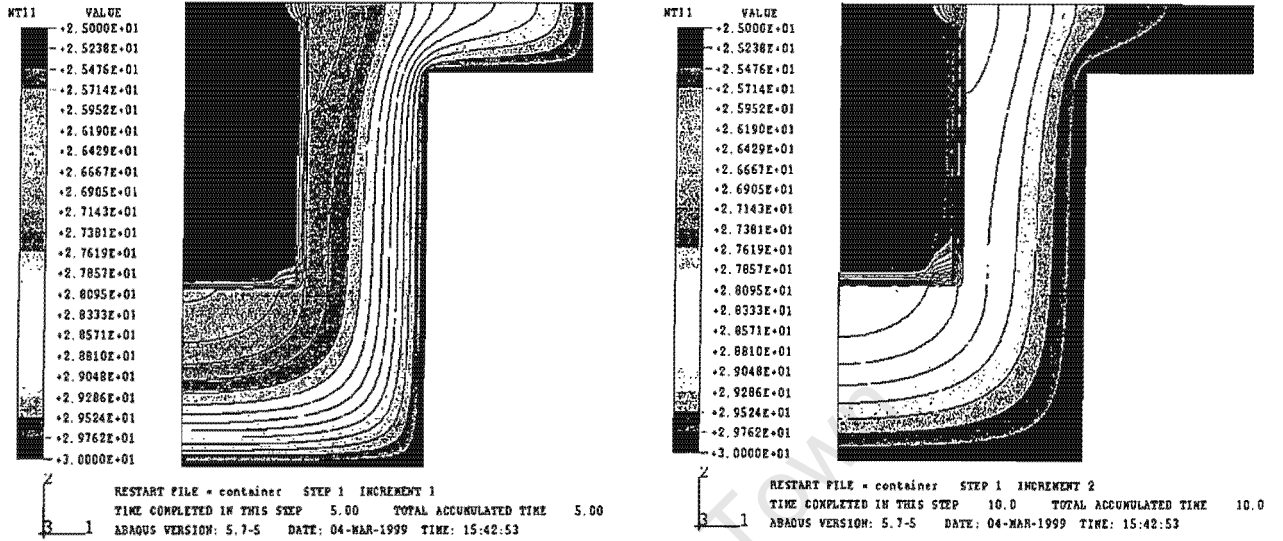 NT11 VALUE
+2.5000E+01
+2.5238E+01
+2.5476E+01
+2.5714E+01
+2.5952E+01
+2.6190E+01
+2.6429E+01
+2.6667E+01
+2.6905E+01
+2.7143E+01
+2.7381E+01
+2.7619E+01
+2.7857E+01
+2.8095E+01
+2.8333E+01
+2.8571E+01
+2.8810E+01
+2.9048E+01
+2.9286E+01
+2.9524E+01
+2.9762E+01
+3.0000E+01
2
3 1
RESTART FILE = container STEP 1 INCREMENT 1
TIME COMPLETED IN THIS STEP 5.00 TOTAL ACCUMULATED TIME 5.00
ABAQUS VERSION: 5.7-5 DATE: 04-MAR-1999 TIME: 15:42:53
NT11 VALUE
+2.5000E+01
+2.5238E+01
+2.5476E+01
+2.5714E+01
+2.5952E+01
+2.6190E+01
+2.6429E+01
+2.6667E+01
+2.6905E+01
+2.7143E+01
+2.7381E+01
+2.7619E+01
+2.7857E+01
+2.8095E+01
+2.8333E+01
+2.8571E+01
+2.8810E+01
+2.9048E+01
+2.9286E+01
+2.9524E+01
+2.9762E+01
+3.0000E+01
2
3 1
RESTART FILE = container STEP 1 INCREMENT 2
TIME COMPLETED IN THIS STEP 10.0 TOTAL ACCUMULATED TIME 10.0
ABAQUS VERSION: 5.7-5 DATE: 04-MAR-1999 TIME: 15:42:53
Town